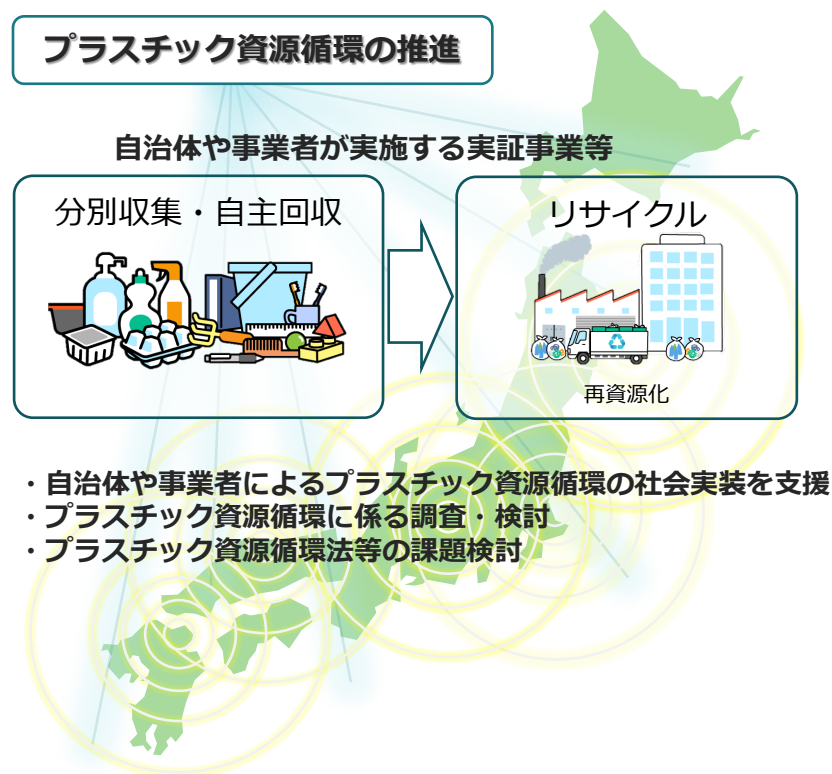 プラスチック資源循環の推進
自治体や事業者が実施する実証事業等
分別収集・自主回収
リサイクル
再資源化
・自治体や事業者によるプラスチック資源循環の社会実装を支援
・プラスチック資源循環に係る調査・検討
・プラスチック資源循環法等の課題検討